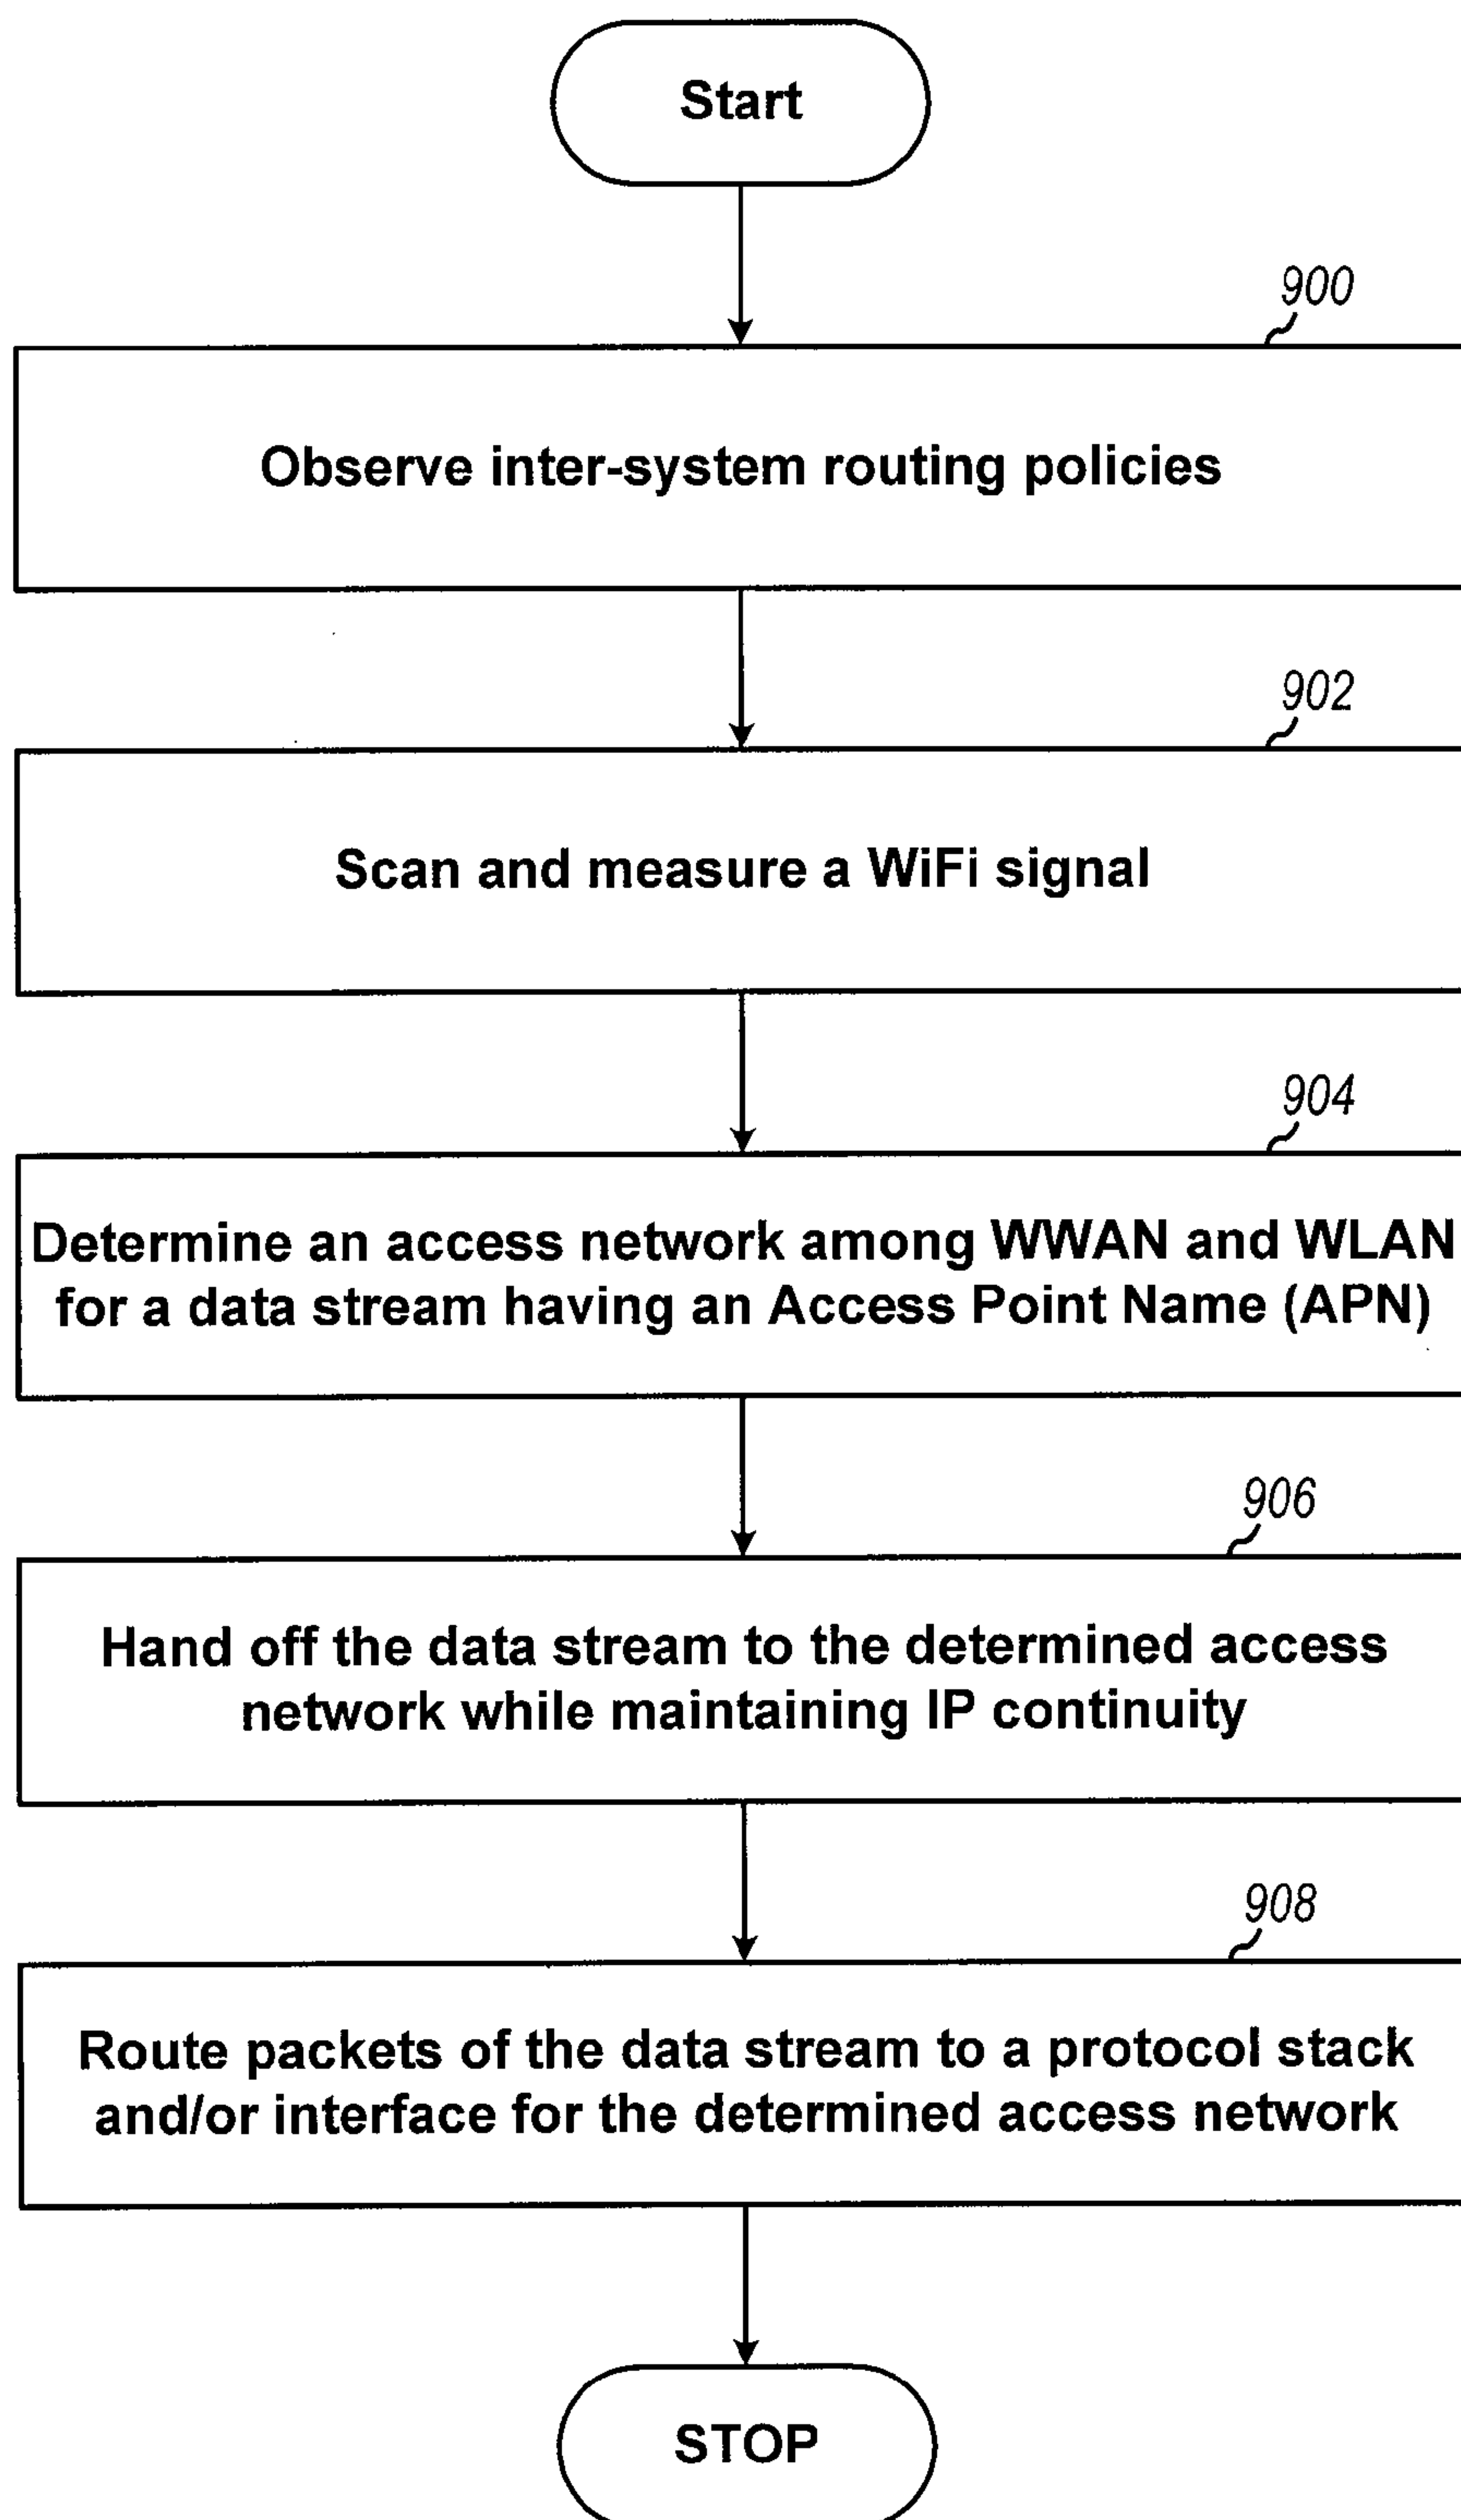 Start
900
Observe inter-system routing policies
902
Scan and measure a WiFi signal
904
Determine an access network among WWAN and WLAN
for a data stream having an Access Point Name (APN)
906
Hand off the data stream to the determined access
network while maintaining IP continuity
908
Route packets of the data stream to a protocol stack
and/or interface for the determined access network
STOP